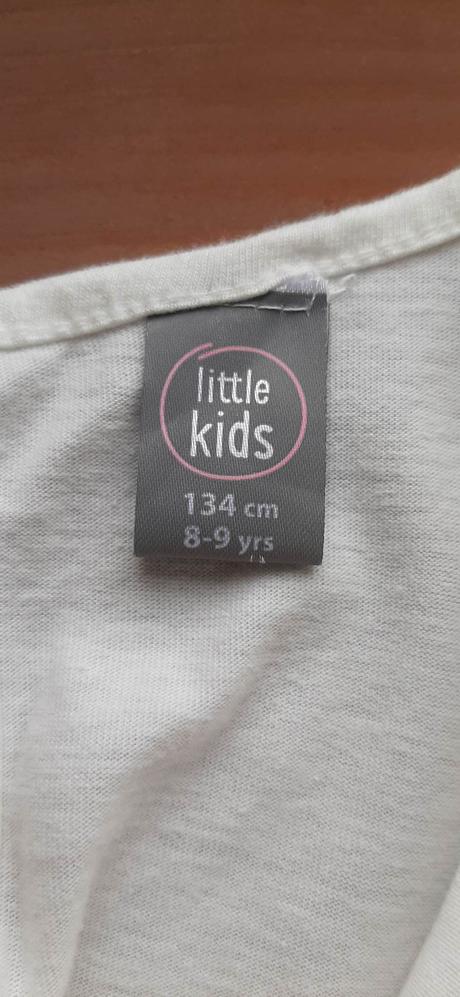 little
kids
134 cm
8-9 yrs